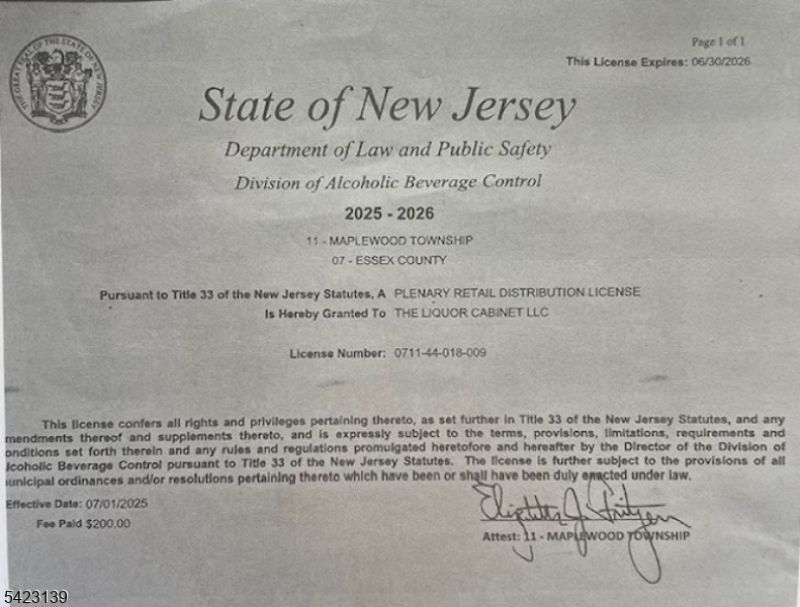 THE GREAT SEAL OF THE STATE OF NEW JERSEY
Page 1 of 1
This License Expires: 06/30/2026
State of New Jersey
Department of Law and Public Safety
Division of Alcoholic Beverage Control
2025 - 2026
11 - MAPLEWOOD TOWNSHIP
07 - ESSEX COUNTY
Pursuant to Title 33 of the New Jersey Statutes, A PLENARY RETAIL DISTRIBUTION LICENSE
Is Hereby Granted To THE LIQUOR CABINET LLC
License Number: 0711-44-018-009
This license confers all rights and privileges pertaining thereto, as set further in Title 33 of the New Jersey Statutes, and any
mendments thereof and supplements thereto, and is expressly subject to the terms, provisions, limitations, requirements and
onditions set forth therein and any rules and regulations promulgated heretofore and hereafter by the Director of the Division of
lcoholic Beverage Control pursuant to Title 33 of the New Jersey Statutes. The license is further subject to the provisions of all
unicipal ordinances and/or resolutions pertaining thereto which have been or shall have been duly enacted under law.
Effective Date: 07/01/2025
Fee Paid $200.00
Attest: 11 - MAPLEWOOD TOWNSHIP
5423139